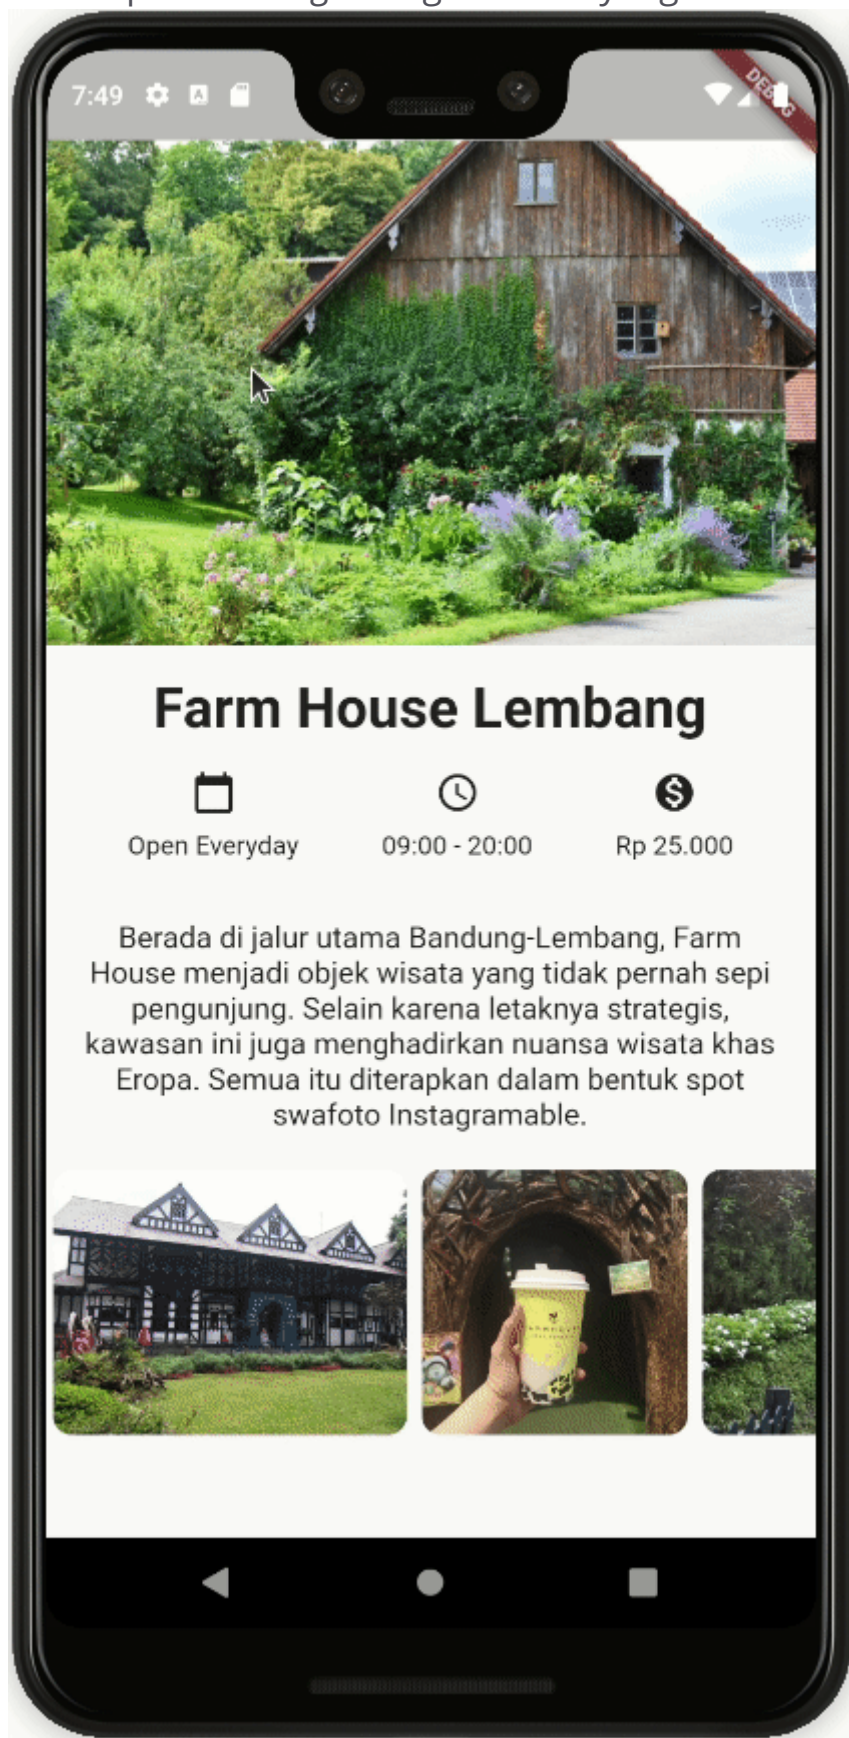 7:49
DEBUG
Farm House Lembang
Open Everyday
09:00 - 20:00
Rp 25.000
Berada di jalur utama Bandung-Lembang, Farm
House menjadi objek wisata yang tidak pernah sepi
pengunjung. Selain karena letaknya strategis,
kawasan ini juga menghadirkan nuansa wisata khas
Eropa. Semua itu diterapkan dalam bentuk spot
swafoto Instagramable.